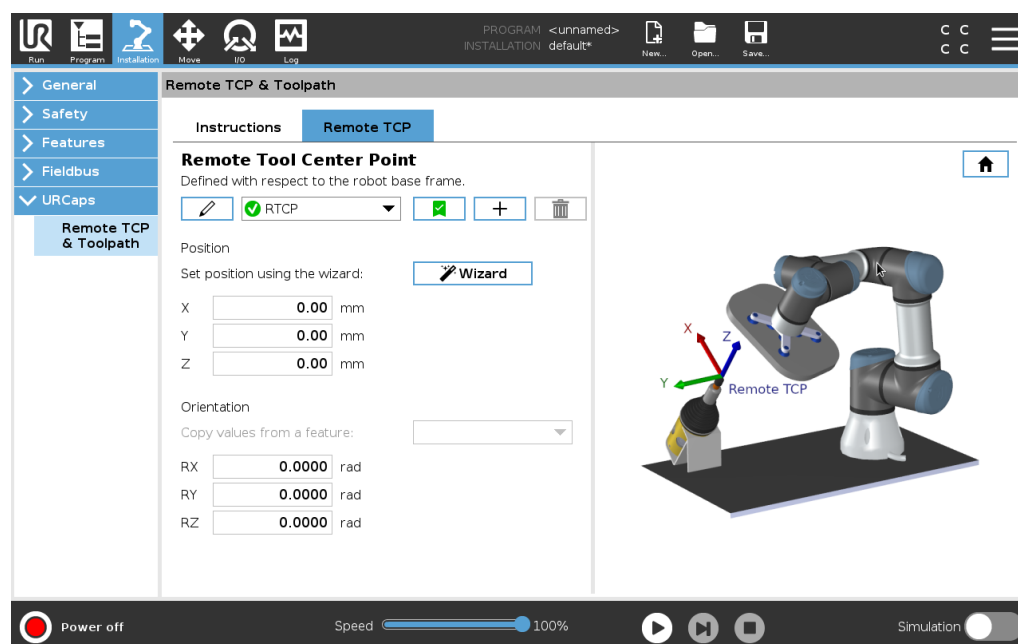 PROGRAM <unnamed>
INSTALLATION default*
C C
C C
UR
Run
Program
Installation
Move
I/O
Log
New...
Open...
Save...
General
Safety
Features
Fieldbus
URCaps
Remote TCP
& Toolpath
Remote TCP & Toolpath
Instructions
Remote TCP
Remote Tool Center Point
Defined with respect to the robot base frame.
RTCP
Position
Set position using the wizard:
Wizard
X 0.00 mm
Y 0.00 mm
Z 0.00 mm
Orientation
Copy values from a feature:
RX 0.0000 rad
RY 0.0000 rad
RZ 0.0000 rad
X
Z
Y
Remote TCP
Power off
Speed
100%
Simulation